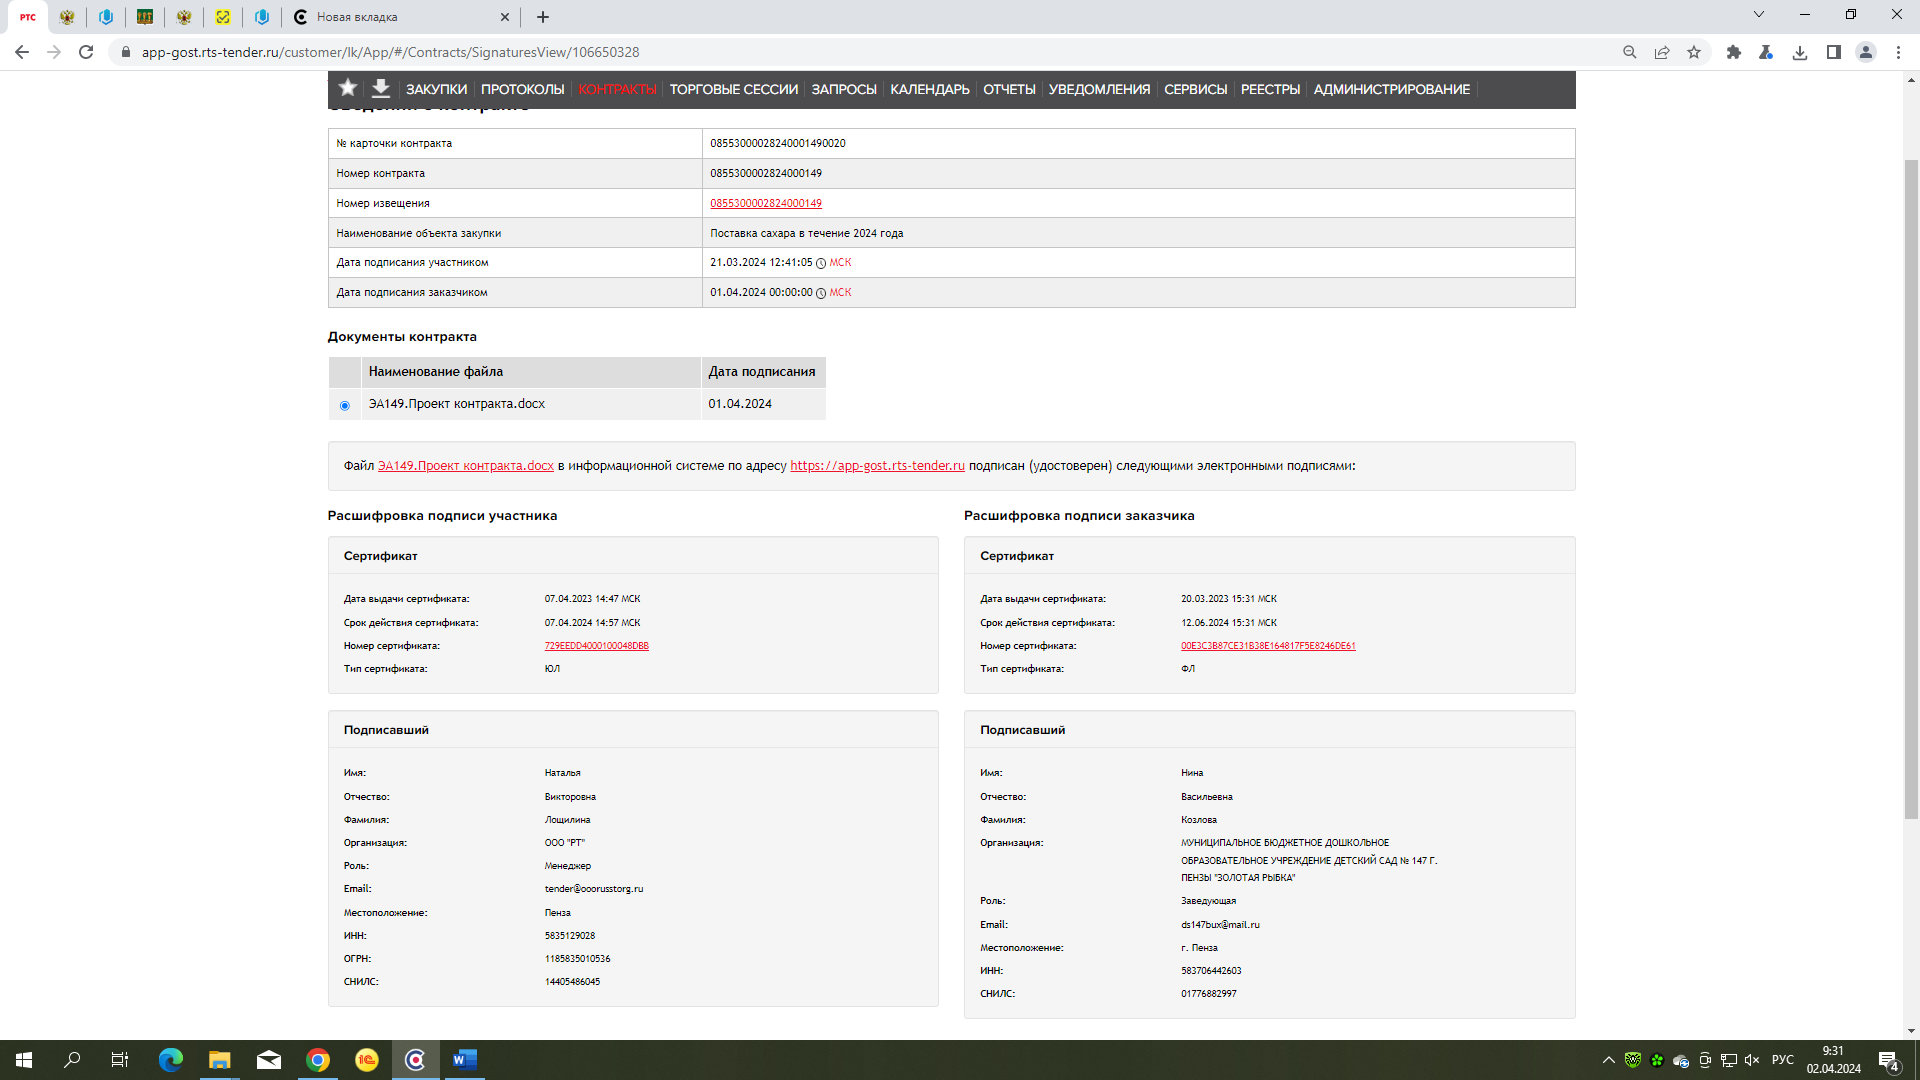 РТС
Новая вкладка
app-gost.rts-tender.ru/customer/lk/App/#/Contracts/SignaturesView/106650328
ЗАКУПКИ ПРОТОКОЛЫ КОНТРАКТЫ ТОРГОВЫЕ СЕССИИ ЗАПРОСЫ КАЛЕНДАРЬ ОТЧЕТЫ УВЕДОМЛЕНИЯ СЕРВИСЫ РЕЕСТРЫ АДМИНИСТРИРОВАНИЕ
№ карточки контракта 08553000028240001490020
Номер контракта 0855300002824000149
Номер извещения 0855300002824000149
Наименование объекта закупки Поставка сахара в течение 2024 года
Дата подписания участником 21.03.2024 12:41:05 МСК
Дата подписания заказчиком 01.04.2024 00:00:00 МСК
Документы контракта
Наименование файла Дата подписания
ЭА149.Проект контракта.docx 01.04.2024
Файл ЭА149.Проект контракта.docx в информационной системе по адресу https://app-gost.rts-tender.ru подписан (удостоверен) следующими электронными подписями:
Расшифровка подписи участника
Сертификат
Дата выдачи сертификата: 07.04.2023 14:47 МСК
Срок действия сертификата: 07.04.2024 14:57 МСК
Номер сертификата: 729EEDD4000100048DBB
Тип сертификата: ЮЛ
Подписавший
Имя: Наталья
Отчество: Викторовна
Фамилия: Лощилина
Организация: ООО "РТ"
Роль: Менеджер
Email: tender@ooorusstorg.ru
Местоположение: Пенза
ИНН: 5835129028
ОГРН: 1185835010536
СНИЛС: 14405486045
Расшифровка подписи заказчика
Сертификат
Дата выдачи сертификата: 20.03.2023 15:31 МСК
Срок действия сертификата: 12.06.2024 15:31 МСК
Номер сертификата: 00E3C3B87CE31B38E164817F5E8246DE61
Тип сертификата: ФЛ
Подписавший
Имя: Нина
Отчество: Васильевна
Фамилия: Козлова
Организация: МУНИЦИПАЛЬНОЕ БЮДЖЕТНОЕ ДОШКОЛЬНОЕ
ОБРАЗОВАТЕЛЬНОЕ УЧРЕЖДЕНИЕ ДЕТСКИЙ САД № 147 Г.
ПЕНЗЫ "ЗОЛОТАЯ РЫБКА"
Роль: Заведующая
Email: ds147bux@mail.ru
Местоположение: г. Пенза
ИНН: 583706442603
СНИЛС: 01776882997
РУС
9:31
02.04.2024
4